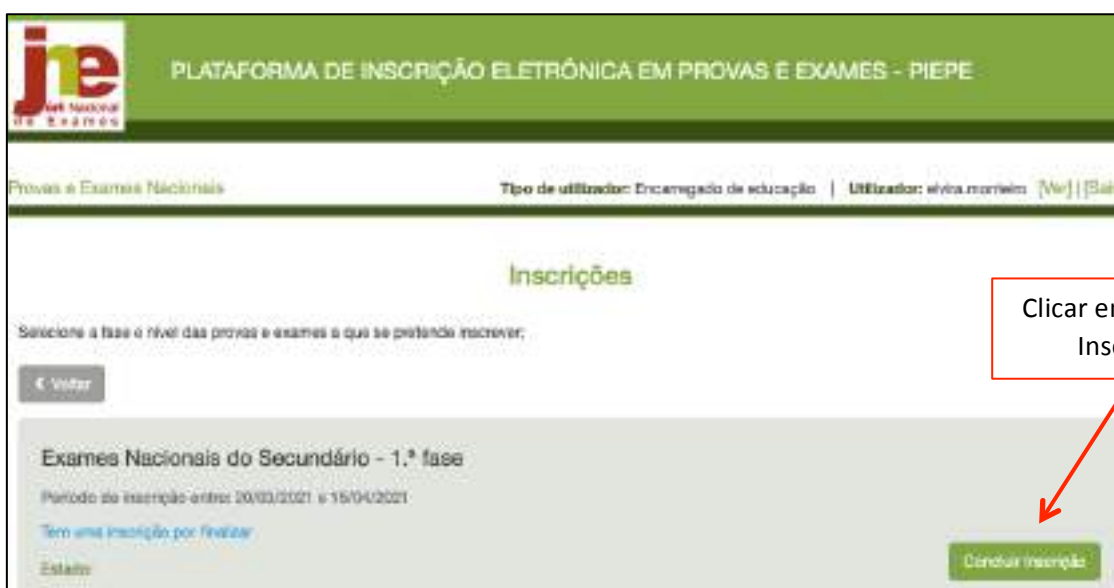 jne
Júri Nacional
de Exames
PLATAFORMA DE INSCRIÇÃO ELETRÓNICA EM PROVAS E EXAMES - PIEPE
Provas e Exames Nacionais
Tipo de utilizador: Encarregado de educação | Utilizador: elvira.monteiro [Ver] | [Sai
Inscrições
Selecione a fase e nível das provas e exames a que se pretende inscrever:
Clicar em
Ins
Voltar
Exames Nacionais do Secundário - 1.ª fase
Período de inscrição entre: 20/03/2021 e 15/04/2021
Tem uma inscrição por finalizar
Concluir Inscrição
Estado: